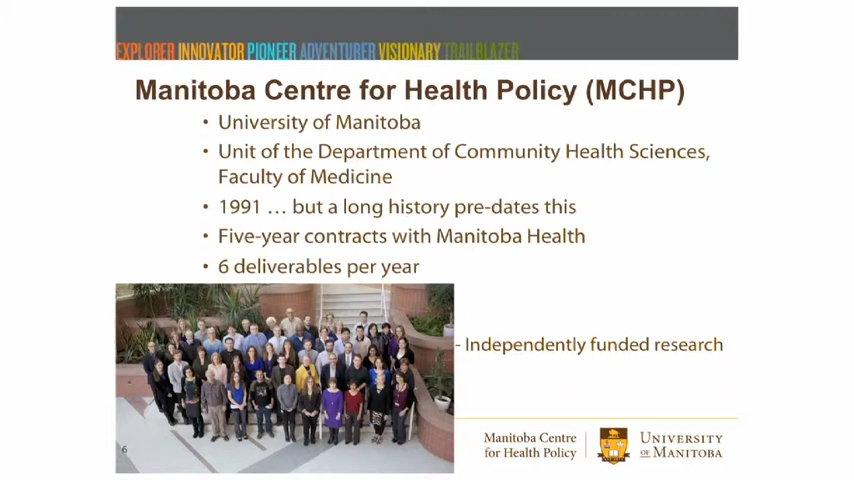 EXPLORER INNOVATOR PIONEER ADVENTURER VISIONARY TRAILBLAZER
Manitoba Centre for Health Policy (MCHP)
• University of Manitoba
• Unit of the Department of Community Health Sciences,
Faculty of Medicine
• 1991 … but a long history pre-dates this
• Five-year contracts with Manitoba Health
• 6 deliverables per year
- Independently funded research
6
Manitoba Centre
for Health Policy
UNIVERSITY
OF MANITOBA